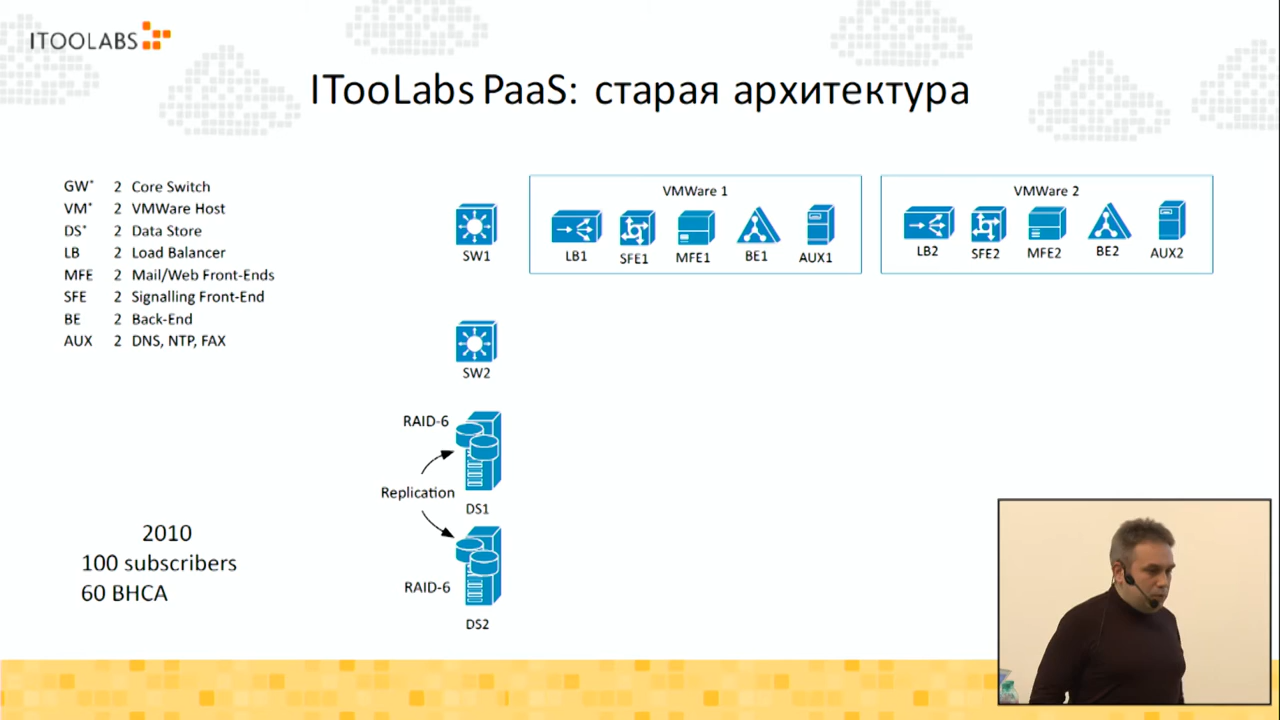 ITOOLABS
ITooLabs PaaS: старая архитектура
GW* 2 Core Switch
VM* 2 VMWare Host
DS* 2 Data Store
LB 2 Load Balancer
MFE 2 Mail/Web Front-Ends
SFE 2 Signalling Front-End
BE 2 Back-End
AUX 2 DNS, NTP, FAX
2010
100 subscribers
60 BHCA
SW1
SW2
RAID-6
Replication
DS1
RAID-6
DS2
VMWare 1
LB1 SFE1 MFE1 BE1 AUX1
VMWare 2
LB2 SFE2 MFE2 BE2 AUX2